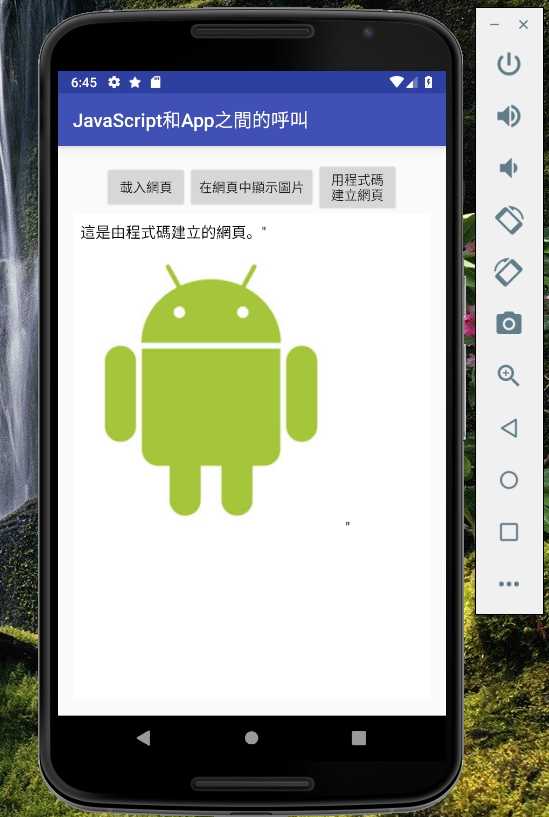 6:45
JavaScript和App之間的呼叫
載入網頁
在網頁中顯示圖片
用程式碼
建立網頁
這是由程式碼建立的網頁。"
"